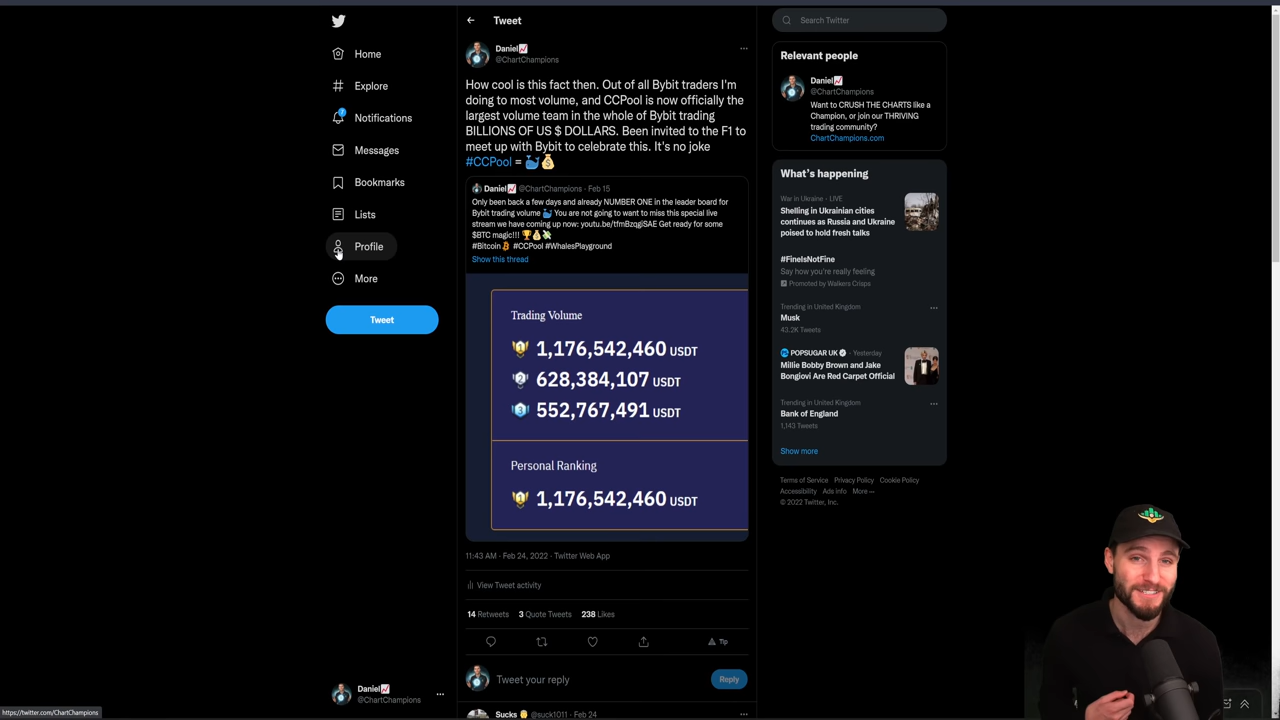 Home
Explore
7
Notifications
Messages
Bookmarks
Lists
Profile
More
Tweet
Daniel📈
@ChartChampions
https://twitter.com/ChartChampions
Tweet
Daniel📈
@ChartChampions
How cool is this fact then. Out of all Bybit traders I'm
doing to most volume, and CCPool is now officially the
largest volume team in the whole of Bybit trading
BILLIONS OF US $ DOLLARS. Been invited to the F1 to
meet up with Bybit to celebrate this. It's no joke
#CCPool = 🐳💰
Daniel📈 @ChartChampions · Feb 15
Only been back a few days and already NUMBER ONE in the leader board for
Bybit trading volume 🐳 You are not going to want to miss this special live
stream we have coming up now: youtu.be/tfmBzqgiSAE Get ready for some
$BTC magic!!! 🏆💰💸
#Bitcoin #CCPool #WhalesPlayground
Show this thread
Trading Volume
1 1,176,542,460 USDT
2 628,384,107 USDT
3 552,767,491 USDT
Personal Ranking
1,176,542,460 USDT
11:43 AM · Feb 24, 2022 · Twitter Web App
View Tweet activity
14 Retweets 3 Quote Tweets 238 Likes
Tip
Tweet your reply
Reply
Sucks @suck1011 · Feb 24
Search Twitter
Relevant people
Daniel📈
@ChartChampions
Want to CRUSH THE CHARTS like a
Champion, or join our THRIVING
trading community?
ChartChampions.com
What's happening
War in Ukraine · LIVE
Shelling in Ukrainian cities
continues as Russia and Ukraine
poised to hold fresh talks
#FineIsNotFine
Say how you're really feeling
Promoted by Walkers Crisps
Trending in United Kingdom
Musk
43.2K Tweets
POPSUGAR UK · Yesterday
Millie Bobby Brown and Jake
Bongiovi Are Red Carpet Official
Trending in United Kingdom
Bank of England
1,143 Tweets
Show more
Terms of Service Privacy Policy Cookie Policy
Accessibility Ads info More ···
© 2022 Twitter, Inc.